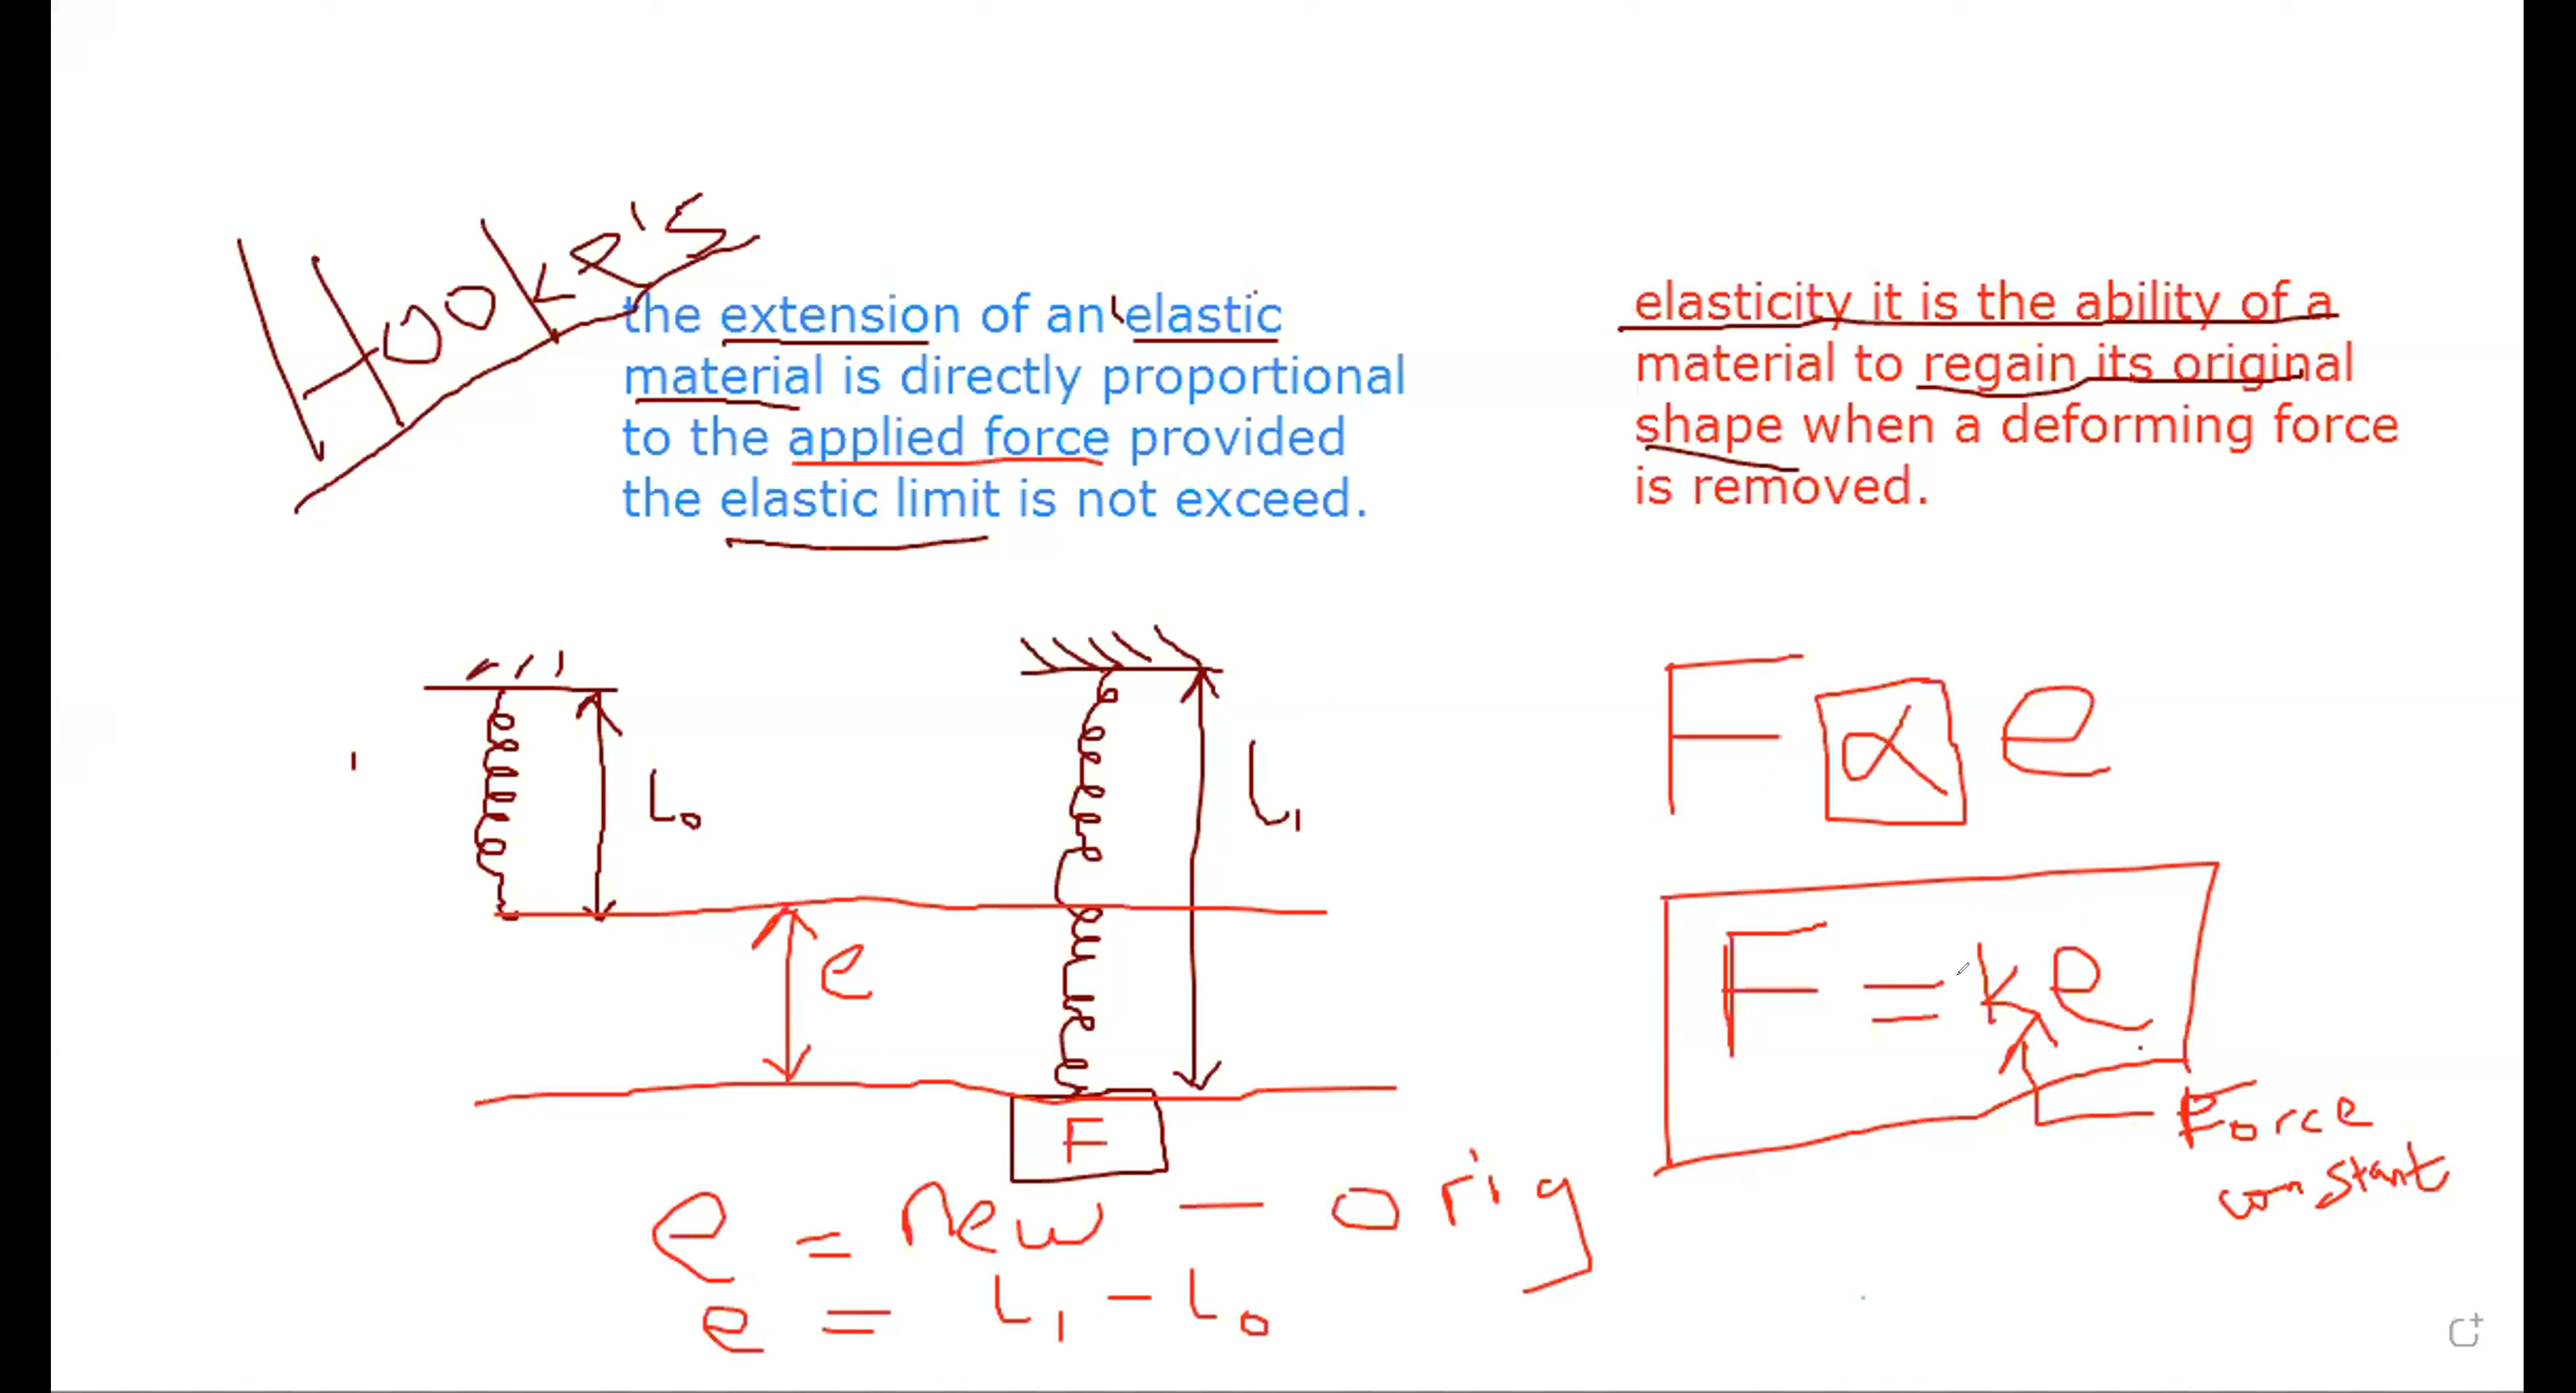 Hooke's
the extension of an elastic
material is directly proportional
to the applied force provided
the elastic limit is not exceed.
elasticity it is the ability of a
material to regain its original
shape when a deforming force
is removed.
L₀
L₁
e
F
F α e
F = ke
Force
constant
e = new - orig
e = L₁ - L₀